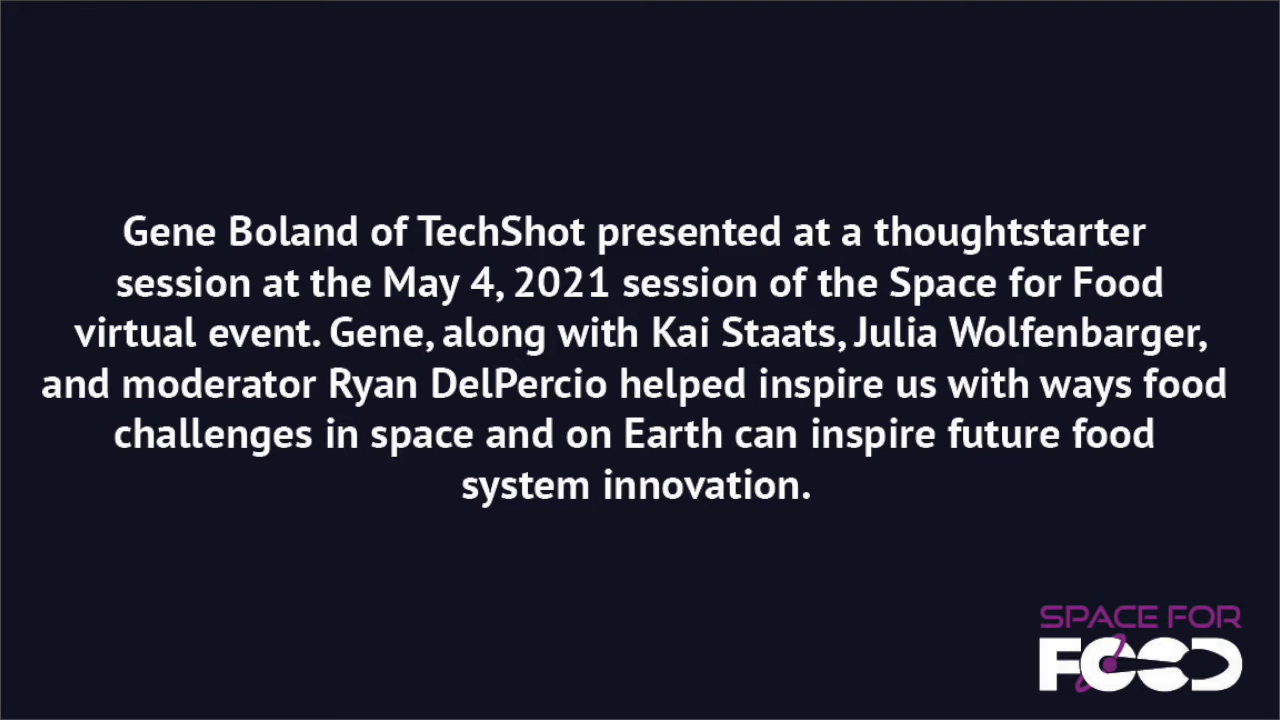 Gene Boland of TechShot presented at a thoughtstarter
session at the May 4, 2021 session of the Space for Food
virtual event. Gene, along with Kai Staats, Julia Wolfenbarger,
and moderator Ryan DelPercio helped inspire us with ways food
challenges in space and on Earth can inspire future food
system innovation.
SPACE FOR
FOOD